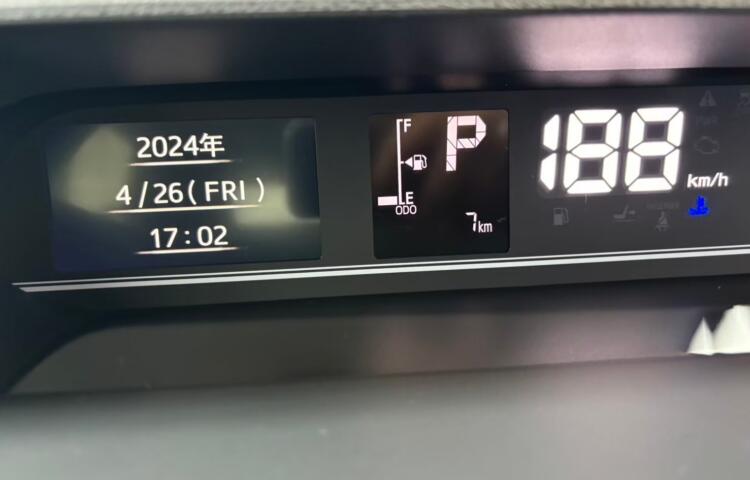 2024年
4/26(FRI)
17:02
F
E
P
ODO
7km
188
km/h